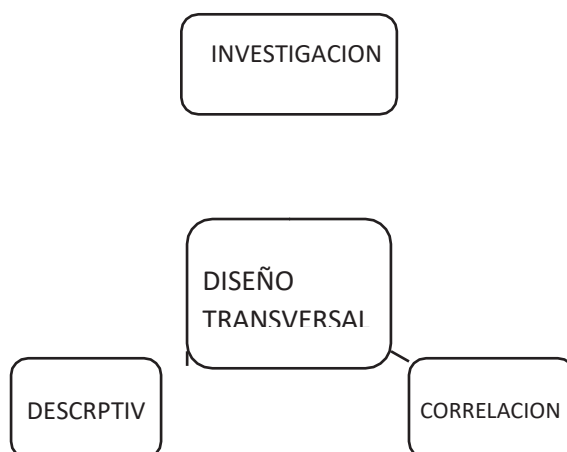 INVESTIGACION
DISEÑO
TRANSVERSAL
DESCRPTIV
CORRELACION